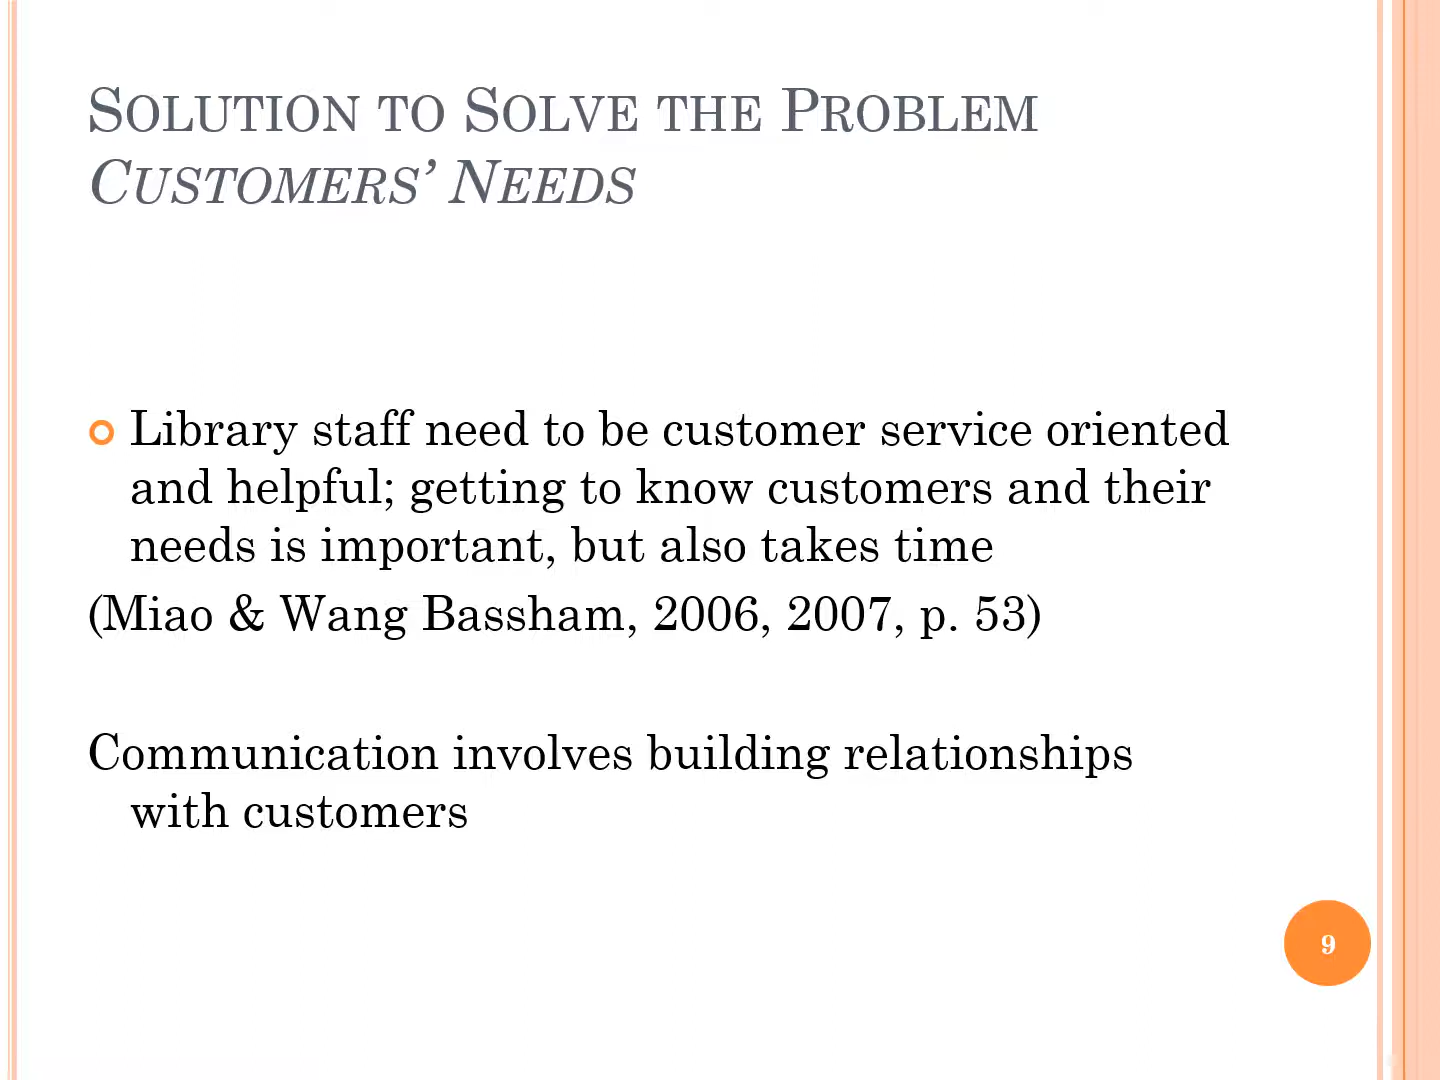 Solution to Solve the Problem
Customers’ Needs
Library staff need to be customer service oriented
and helpful; getting to know customers and their
needs is important, but also takes time
(Miao & Wang Bassham, 2006, 2007, p. 53)
Communication involves building relationships
with customers
9